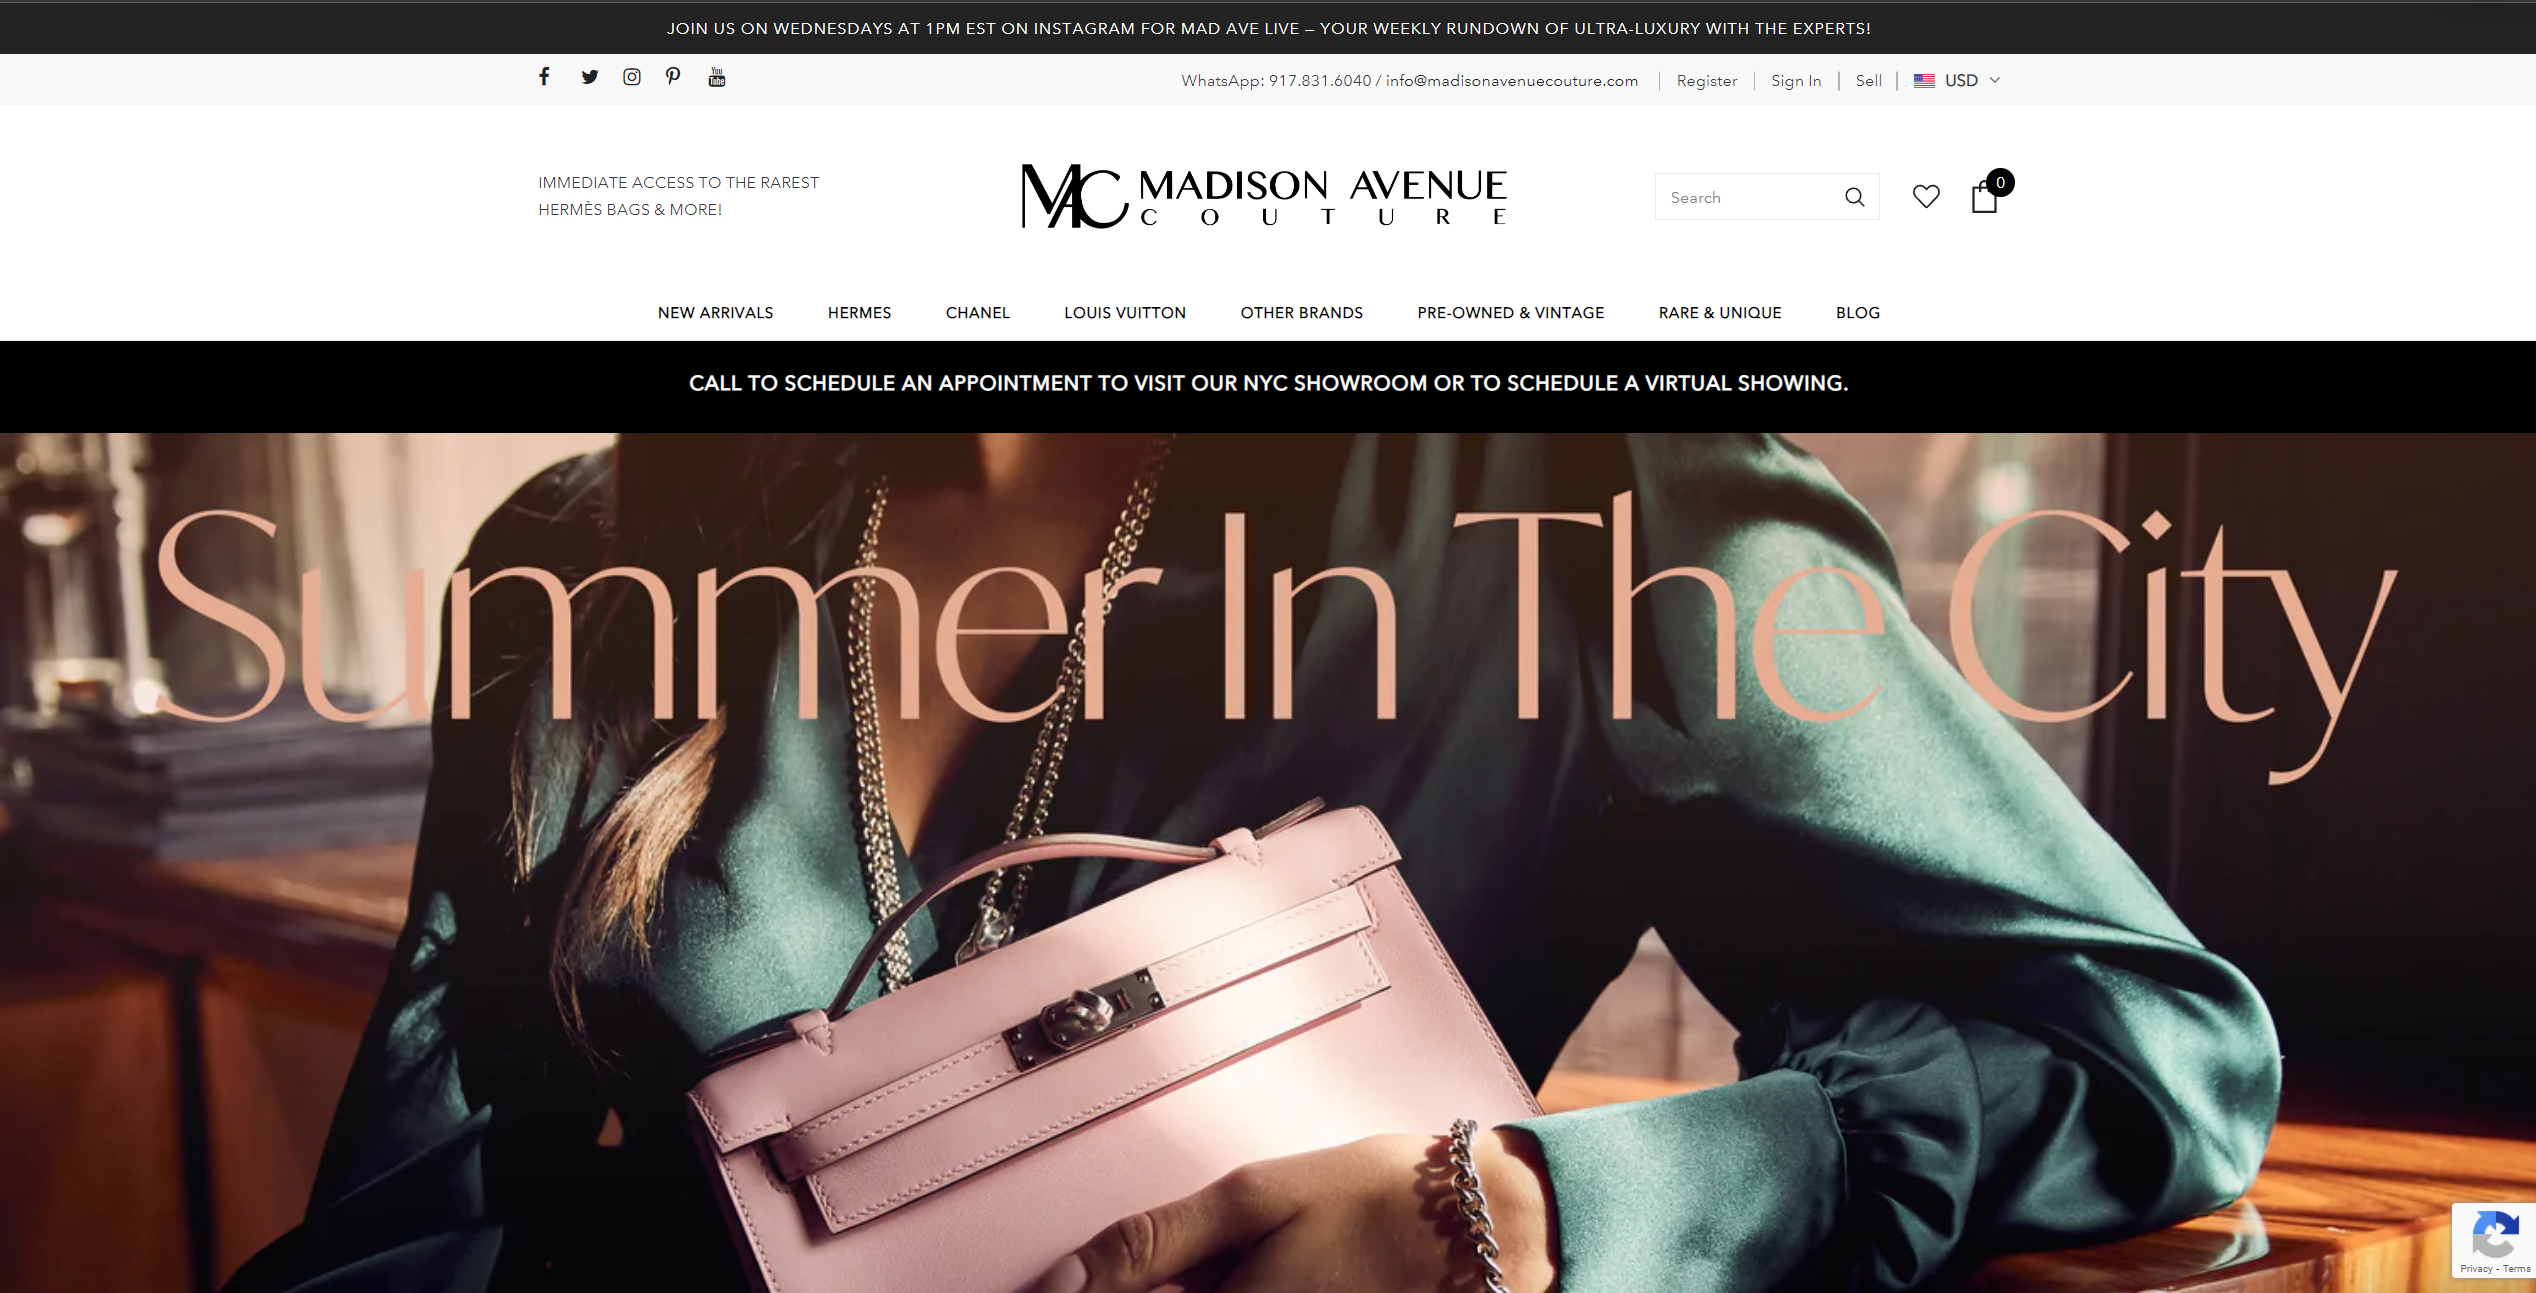 JOIN US ON WEDNESDAYS AT 1PM EST ON INSTAGRAM FOR MAD AVE LIVE – YOUR WEEKLY RUNDOWN OF ULTRA-LUXURY WITH THE EXPERTS!
You Tube
WhatsApp: 917.831.6040 / info@madisonavenuecouture.com
Register
Sign In
Sell
USD
IMMEDIATE ACCESS TO THE RAREST
HERMÈS BAGS & MORE!
MAC MADISON AVENUE
COUTURE
Search
0
NEW ARRIVALS
HERMES
CHANEL
LOUIS VUITTON
OTHER BRANDS
PRE-OWNED & VINTAGE
RARE & UNIQUE
BLOG
CALL TO SCHEDULE AN APPOINTMENT TO VISIT OUR NYC SHOWROOM OR TO SCHEDULE A VIRTUAL SHOWING.
Summer In The City
Privacy - Terms